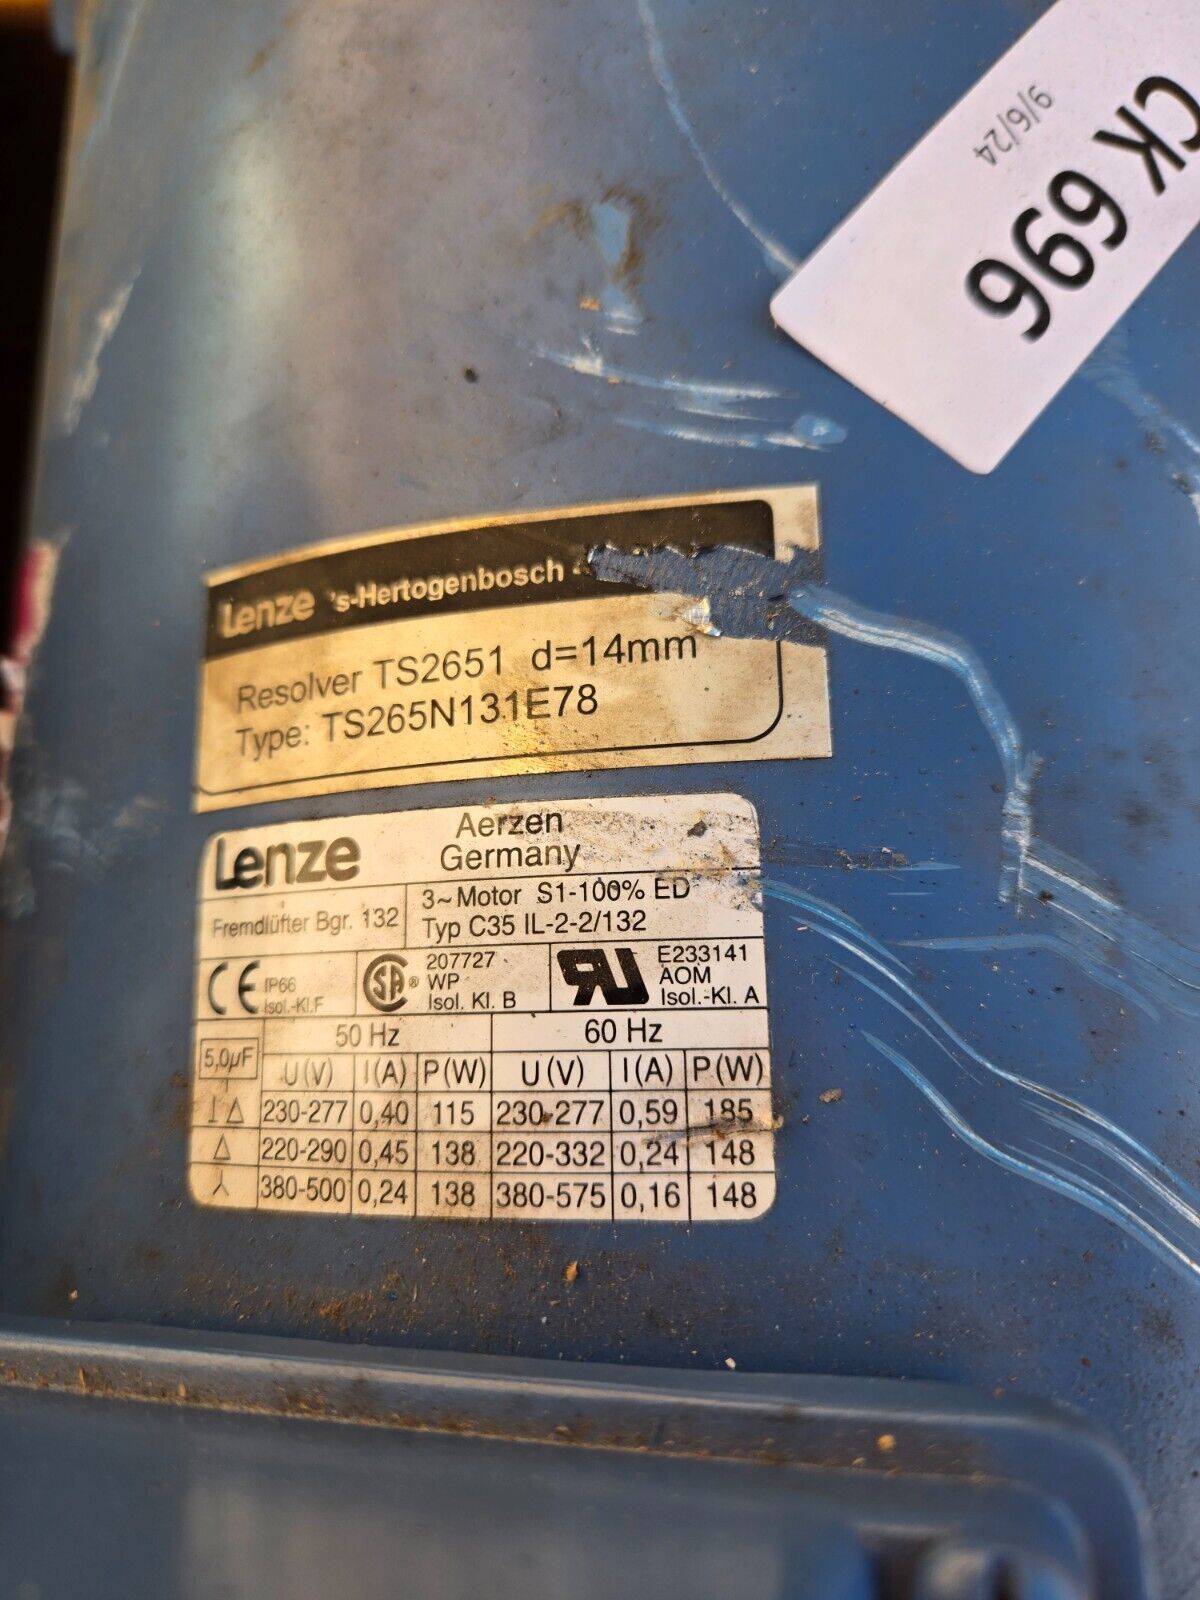 CK 696
9/6/24
Lenze 's-Hertogenbosch
Resolver TS2651 d=14mm
Type: TS265N131E78
Lenze
Aerzen
Germany
Fremdlüfter Bgr. 132
3~ Motor S1-100% ED
Typ C35 IL-2-2/132
CE IP66
Isol.-Kl.F
SA ® 207727
WP
Isol. Kl. B
RU E233141
AOM
Isol.-Kl. A
5,0µF
50 Hz 60 Hz
U(V) I(A) P(W) U(V) I(A) P(W)
⊥ Δ 230-277 0,40 115 230-277 0,59 185
Δ 220-290 0,45 138 220-332 0,24 148
⅄ 380-500 0,24 138 380-575 0,16 148